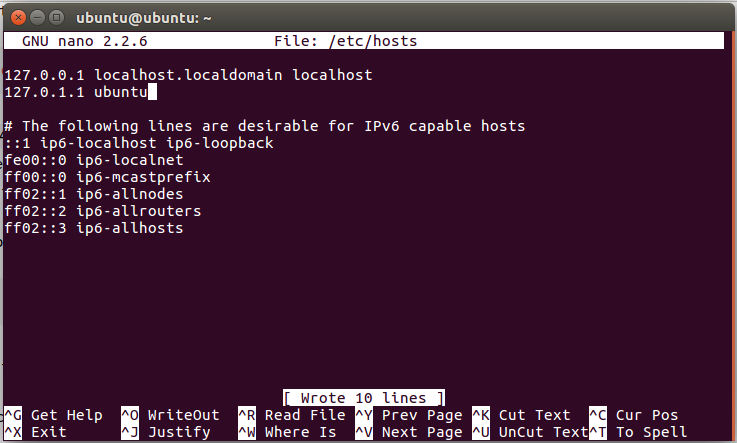 ubuntu@ubuntu: ~
GNU nano 2.2.6 File: /etc/hosts
127.0.0.1 localhost.localdomain localhost
127.0.1.1 ubuntu
# The following lines are desirable for IPv6 capable hosts
::1 ip6-localhost ip6-loopback
fe00::0 ip6-localnet
ff00::0 ip6-mcastprefix
ff02::1 ip6-allnodes
ff02::2 ip6-allrouters
ff02::3 ip6-allhosts
[ Wrote 10 lines ]
^G Get Help ^O WriteOut ^R Read File ^Y Prev Page ^K Cut Text ^C Cur Pos
^X Exit ^J Justify ^W Where Is ^V Next Page ^U UnCut Text ^T To Spell